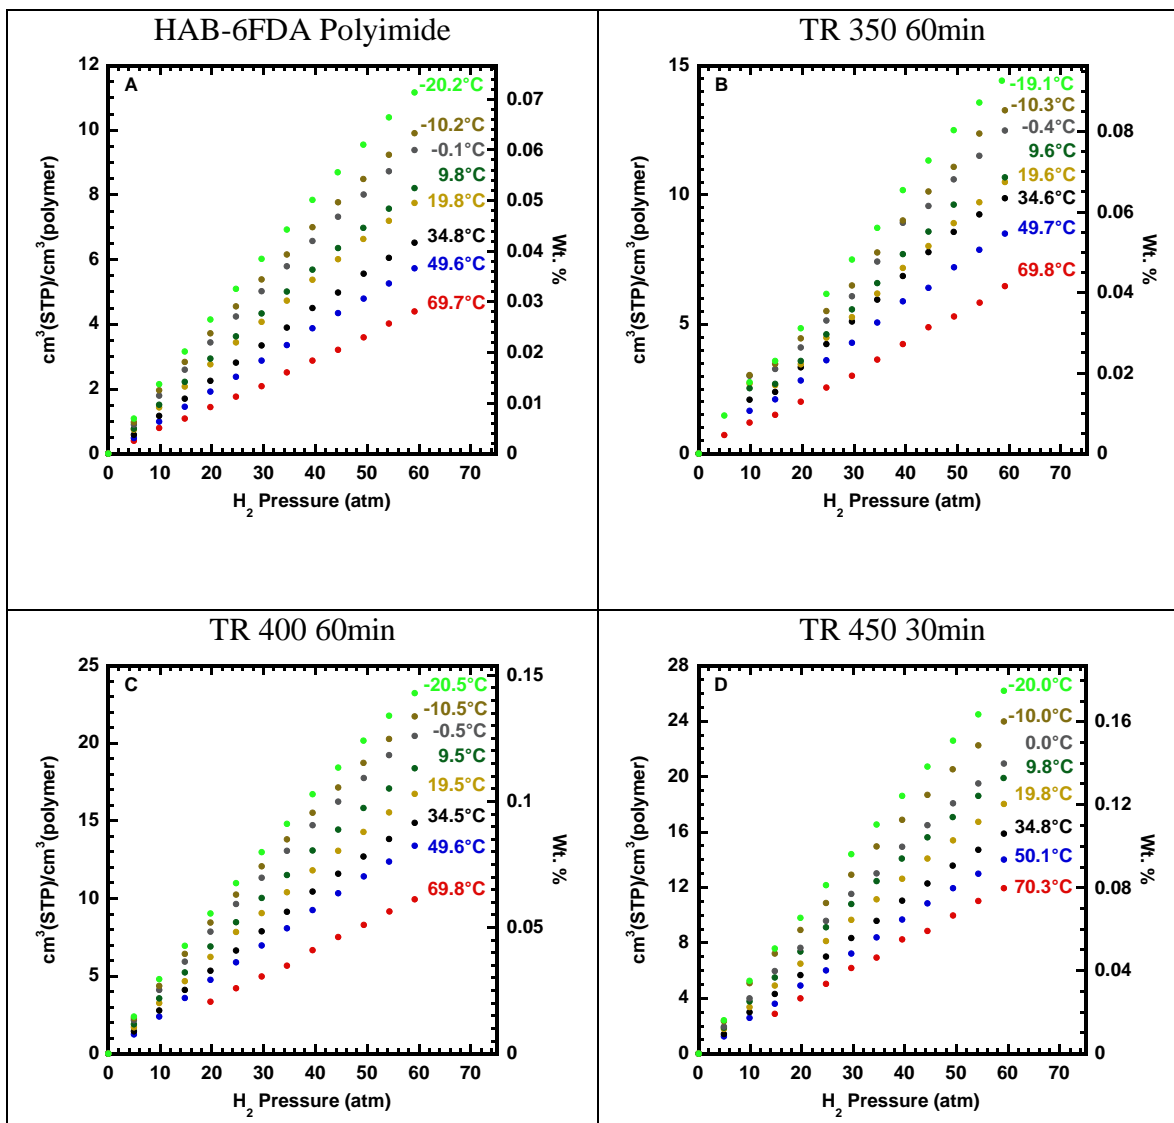 HAB-6FDA Polyimide
A
12
10
8
6
4
2
0
cm³(STP)/cm³(polymer)
-20.2°C
-10.2°C
-0.1°C
9.8°C
19.8°C
34.8°C
49.6°C
69.7°C
0.07
0.06
0.05
0.04
0.03
0.02
0.01
0
Wt. %
0 10 20 30 40 50 60 70
H₂ Pressure (atm)
TR 350 60min
B
15
10
5
0
cm³(STP)/cm³(polymer)
-19.1°C
-10.3°C
-0.4°C
9.6°C
19.6°C
34.6°C
49.7°C
69.8°C
0.08
0.06
0.04
0.02
0
Wt. %
0 10 20 30 40 50 60 70
H₂ Pressure (atm)
TR 400 60min
C
25
20
15
10
5
0
cm³(STP)/cm³(polymer)
-20.5°C
-10.5°C
-0.5°C
9.5°C
19.5°C
34.5°C
49.6°C
69.8°C
0.15
0.1
0.05
0
Wt. %
0 10 20 30 40 50 60 70
H₂ Pressure (atm)
TR 450 30min
D
28
24
20
16
12
8
4
0
cm³(STP)/cm³(polymer)
-20.0°C
-10.0°C
0.0°C
9.8°C
19.8°C
34.8°C
50.1°C
70.3°C
0.16
0.12
0.08
0.04
0
Wt. %
0 10 20 30 40 50 60 70
H₂ Pressure (atm)